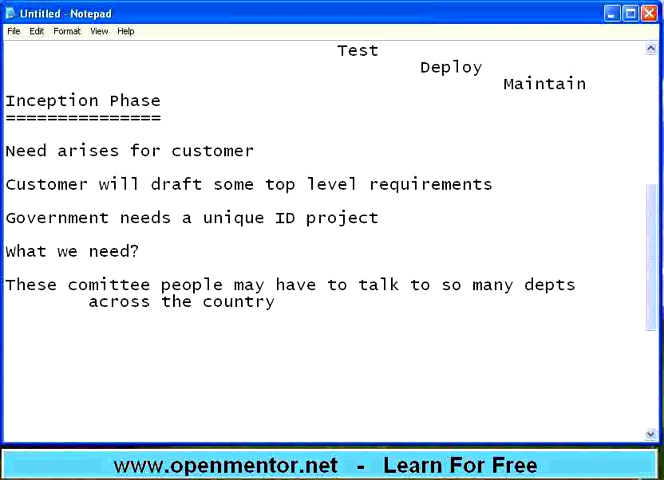 Untitled - Notepad
File Edit Format View Help
Test
Deploy
Maintain
Inception Phase
===============
Need arises for customer
Customer will draft some top level requirements
Government needs a unique ID project
What we need?
These comittee people may have to talk to so many depts
across the country
www.openmentor.net - Learn For Free